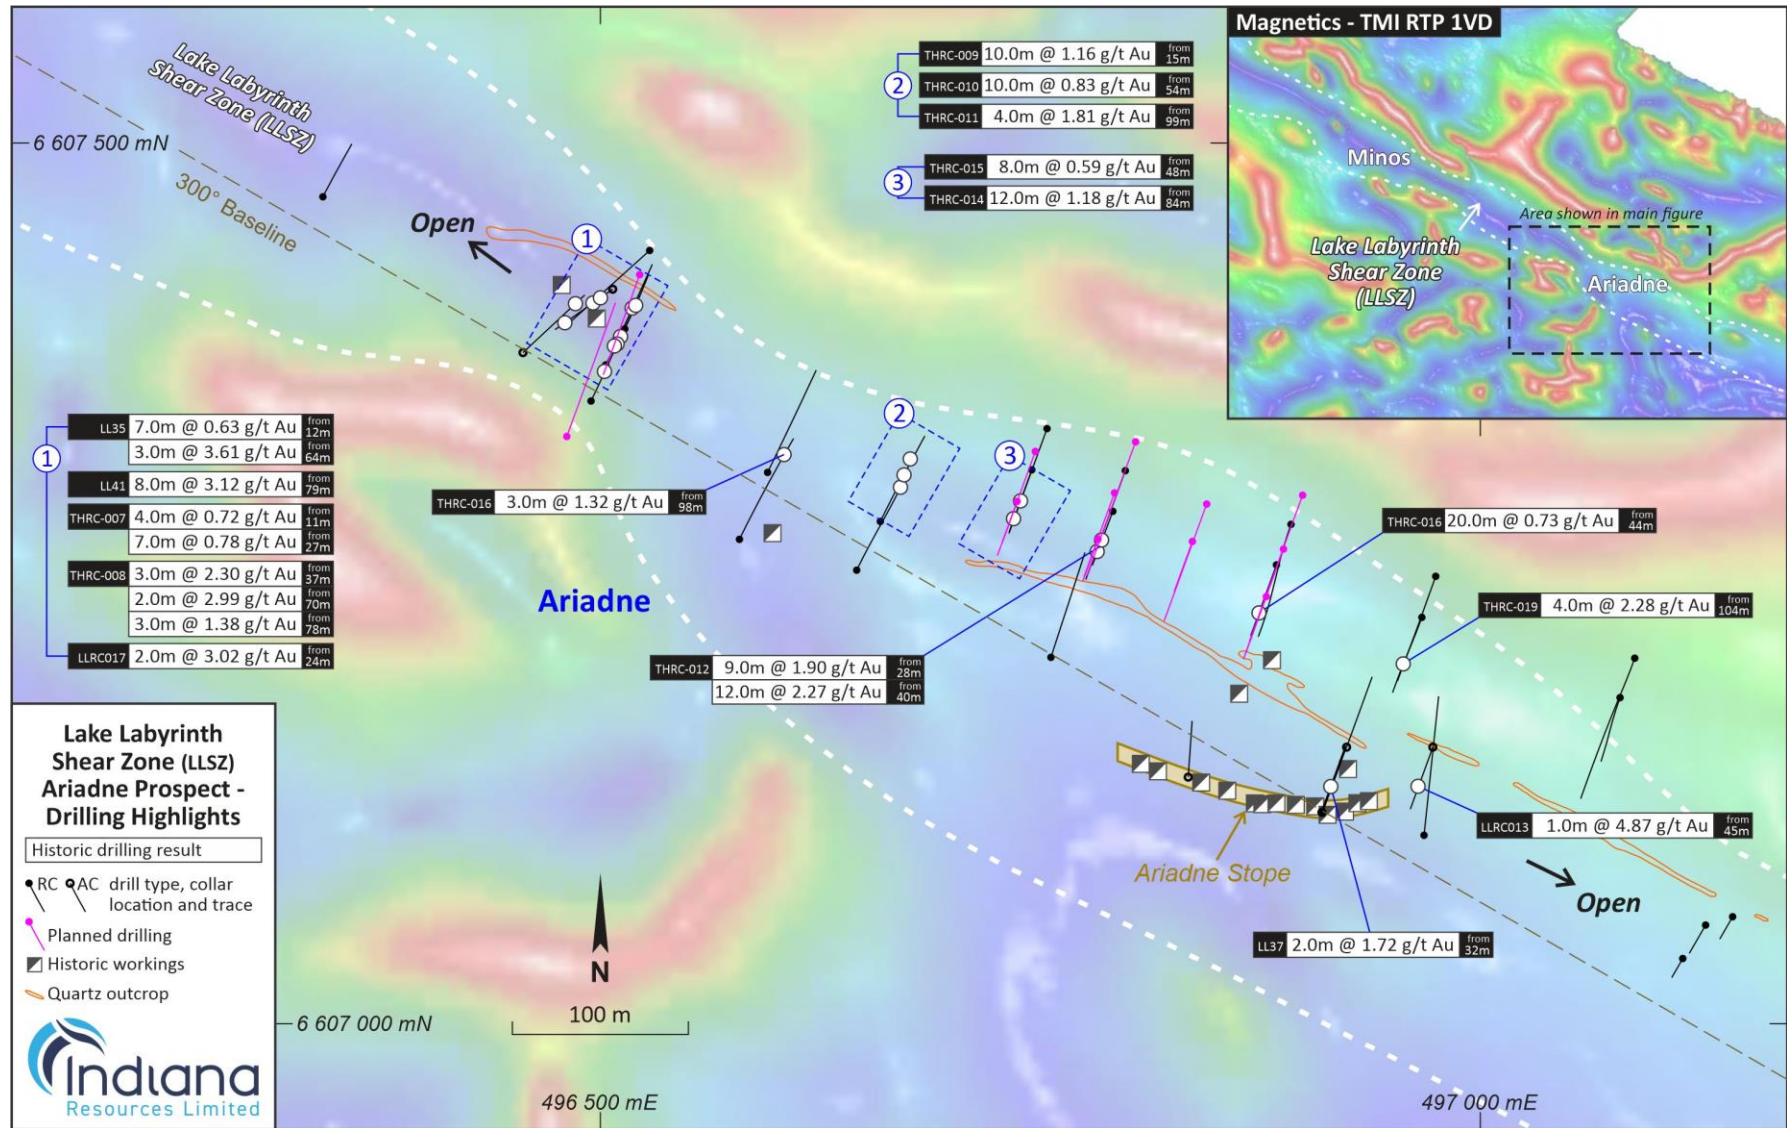 Magnetics - TMI RTP 1VD
Minos
Area shown in main figure
Lake Labyrinth
Shear Zone
(LLSZ)
Ariadne
Lake Labyrinth
Shear Zone (LLSZ)
6 607 500 mN
300° Baseline
Open
1
2
THRC-009 10.0m @ 1.16 g/t Au from 15m
THRC-010 10.0m @ 0.83 g/t Au from 54m
THRC-011 4.0m @ 1.81 g/t Au from 99m
3
THRC-015 8.0m @ 0.59 g/t Au from 48m
THRC-014 12.0m @ 1.18 g/t Au from 84m
1
LL35 7.0m @ 0.63 g/t Au from 12m
3.0m @ 3.61 g/t Au from 64m
LL41 8.0m @ 3.12 g/t Au from 79m
THRC-007 4.0m @ 0.72 g/t Au from 11m
7.0m @ 0.78 g/t Au from 27m
THRC-008 3.0m @ 2.30 g/t Au from 37m
2.0m @ 2.99 g/t Au from 70m
3.0m @ 1.38 g/t Au from 78m
LLRC017 2.0m @ 3.02 g/t Au from 24m
2
3
THRC-016 3.0m @ 1.32 g/t Au from 98m
THRC-016 20.0m @ 0.73 g/t Au from 44m
Ariadne
THRC-019 4.0m @ 2.28 g/t Au from 104m
THRC-012 9.0m @ 1.90 g/t Au from 28m
12.0m @ 2.27 g/t Au from 40m
LLRC013 1.0m @ 4.87 g/t Au from 45m
Ariadne Stope
Open
LL37 2.0m @ 1.72 g/t Au from 32m
Lake Labyrinth
Shear Zone (LLSZ)
Ariadne Prospect -
Drilling Highlights
Historic drilling result
RC AC drill type, collar
location and trace
Planned drilling
Historic workings
Quartz outcrop
Indiana
Resources Limited
N
100 m
6 607 000 mN
496 500 mE
497 000 mE